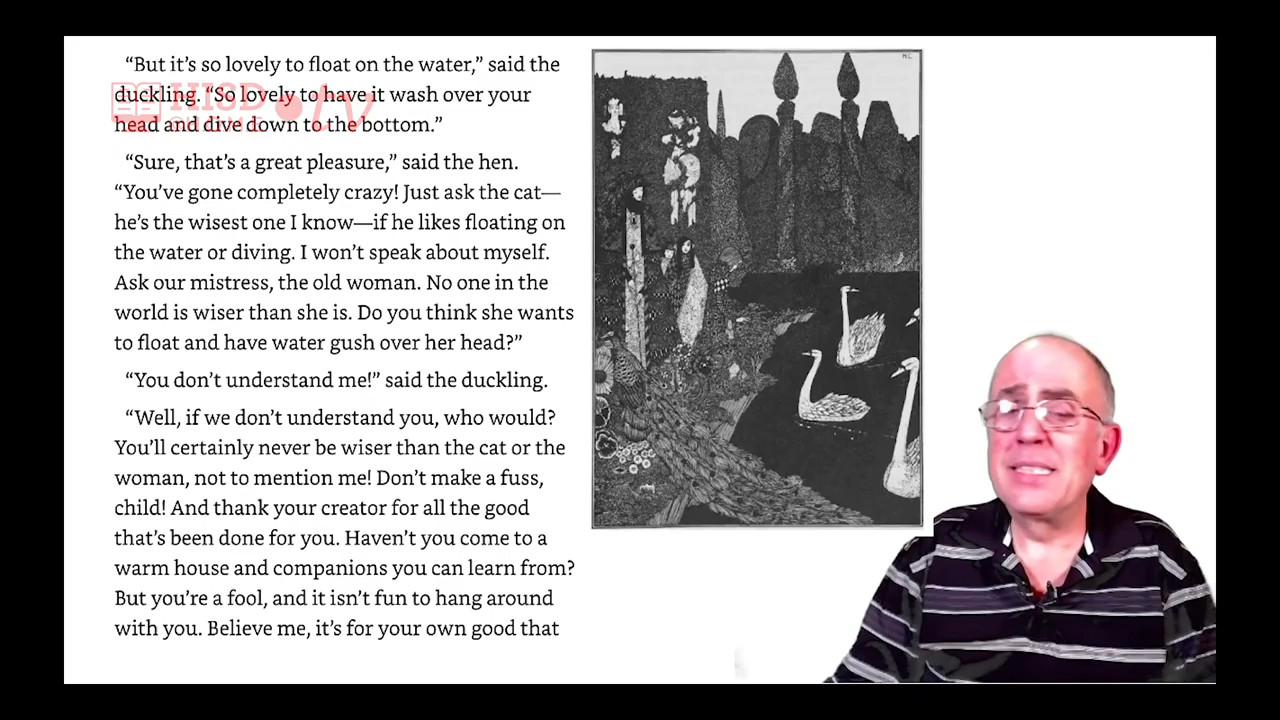 “But it’s so lovely to float on the water,” said the
duckling. “So lovely to have it wash over your
head and dive down to the bottom.”
“Sure, that’s a great pleasure,” said the hen.
“You’ve gone completely crazy! Just ask the cat—
he’s the wisest one I know—if he likes floating on
the water or diving. I won’t speak about myself.
Ask our mistress, the old woman. No one in the
world is wiser than she is. Do you think she wants
to float and have water gush over her head?”
“You don’t understand me!” said the duckling.
“Well, if we don’t understand you, who would?
You’ll certainly never be wiser than the cat or the
woman, not to mention me! Don’t make a fuss,
child! And thank your creator for all the good
that’s been done for you. Haven’t you come to a
warm house and companions you can learn from?
But you’re a fool, and it isn’t fun to hang around
with you. Believe me, it’s for your own good that
HISD
tv
H.C.